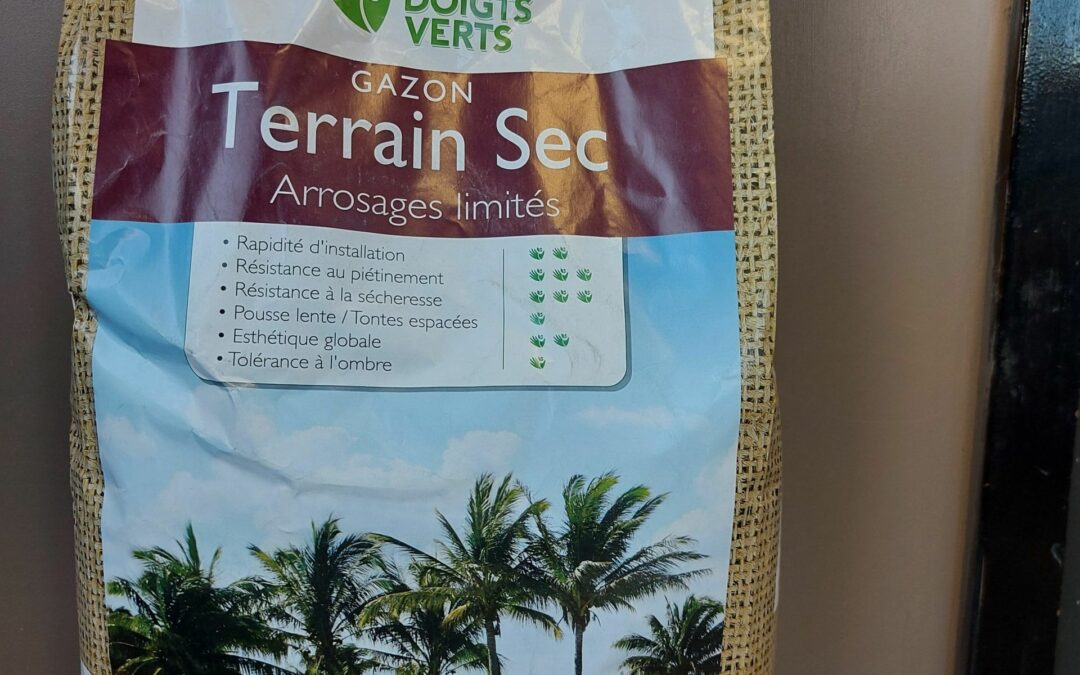 DOIGTS
VERTS
GAZON
Terrain Sec
Arrosages limités
• Rapidité d'installation
• Résistance au piétinement
• Résistance à la sécheresse
• Pousse lente / Tontes espacées
• Esthétique globale
• Tolérance à l'ombre